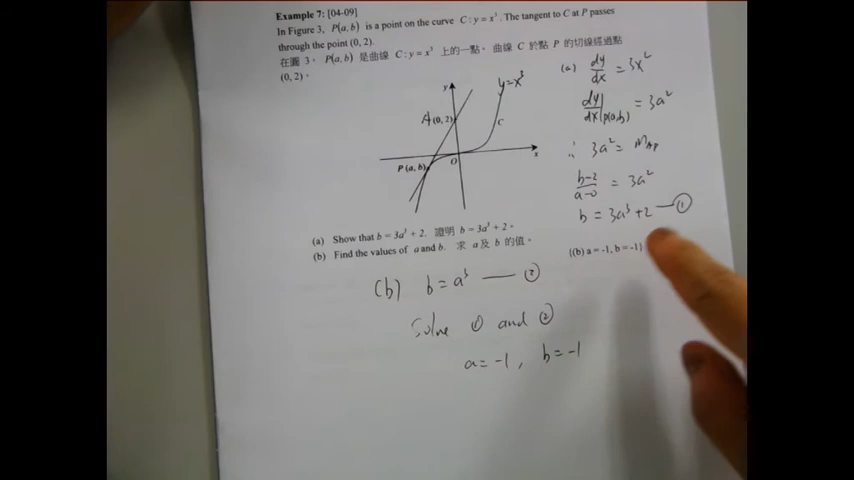 Example 7: [04-09]
In Figure 3, P(a, b) is a point on the curve C : y = x³. The tangent to C at P passes
through the point (0, 2).
在圖 3，P(a, b) 是曲線 C : y = x³ 上的一點。曲線 C 於點 P 的切線經過點
(0, 2)。
y
y=x³
A(0, 2)
C
x
O
P (a, b)
(a) dy/dx = 3x²
dy/dx|P(a,b) = 3a²
∴ 3a² = m AP
b-2/a-0 = 3a²
b = 3a³+2 — ①
(a) Show that b = 3a³ + 2. 證明 b = 3a³ + 2。
(b) Find the values of a and b. 求 a 及 b 的值。
[(b) a = -1, b = -1]
(b) b = a³ — ②
Solve ① and ②
a = -1, b = -1